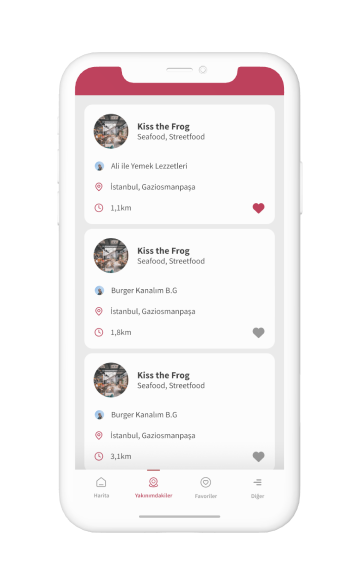 Kiss the Frog
Seafood, Streetfood
Ali ile Yemek Lezzetleri
İstanbul, Gaziosmanpaşa
1,1km
Kiss the Frog
Seafood, Streetfood
Burger Kanalım B.G
İstanbul, Gaziosmanpaşa
1,8km
Kiss the Frog
Seafood, Streetfood
Burger Kanalım B.G
İstanbul, Gaziosmanpaşa
3,1km
Harita Yakınımdakiler Favoriler Diğer